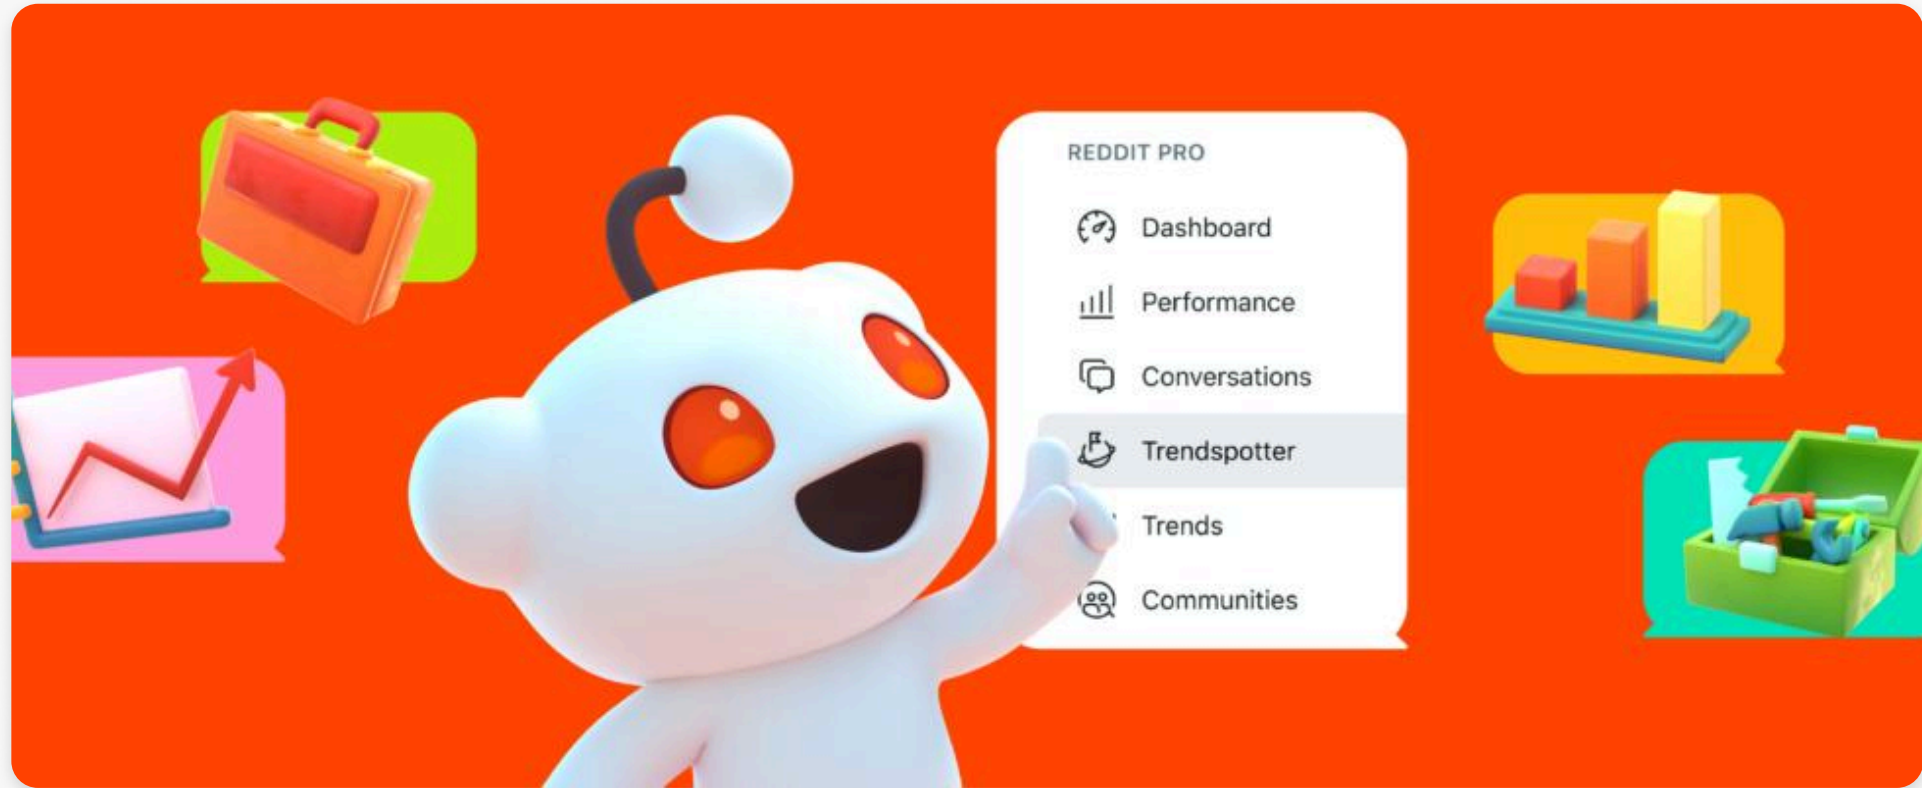 REDDIT PRO
Dashboard
Performance
Conversations
Trendspotter
Trends
Communities